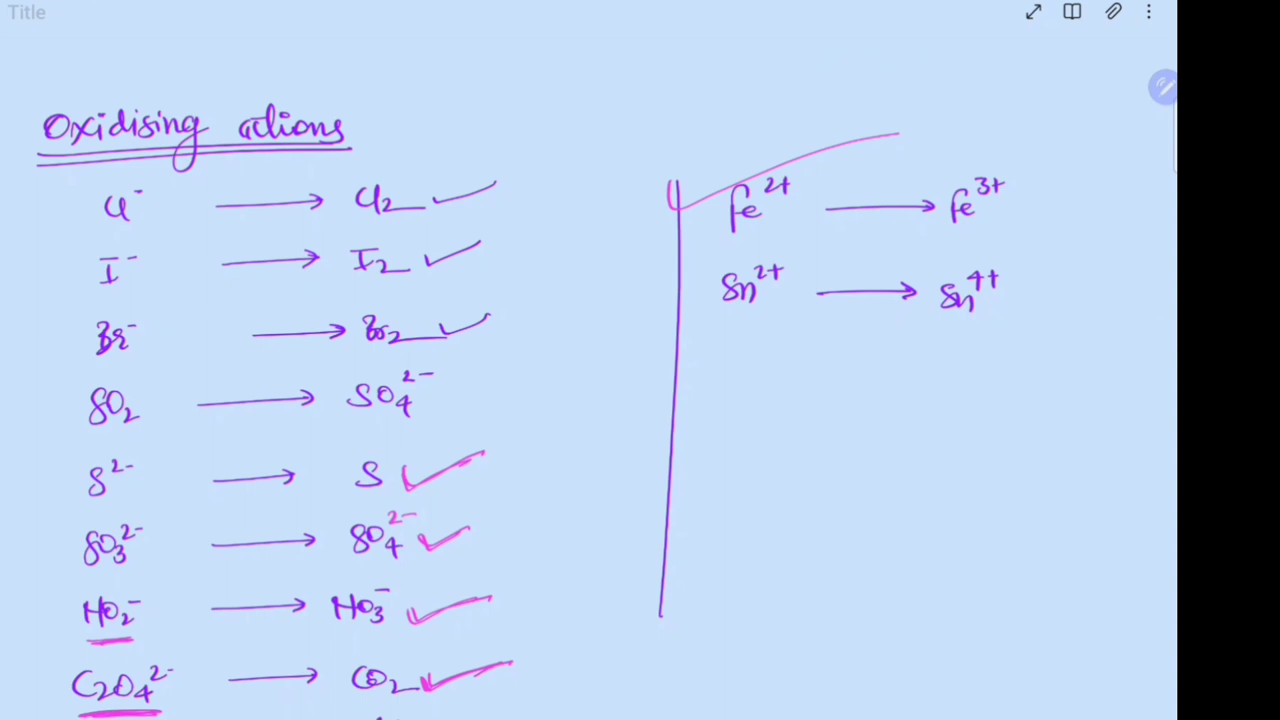 Title
Oxidising actions
Cl⁻ → Cl₂
I⁻ → I₂
Br⁻ → Br₂
SO₂ → SO₄²⁻
S²⁻ → S
SO₃²⁻ → SO₄²⁻
NO₂⁻ → NO₃⁻
C₂O₄²⁻ → CO₂
Fe²⁺ → Fe³⁺
Sn²⁺ → Sn⁴⁺